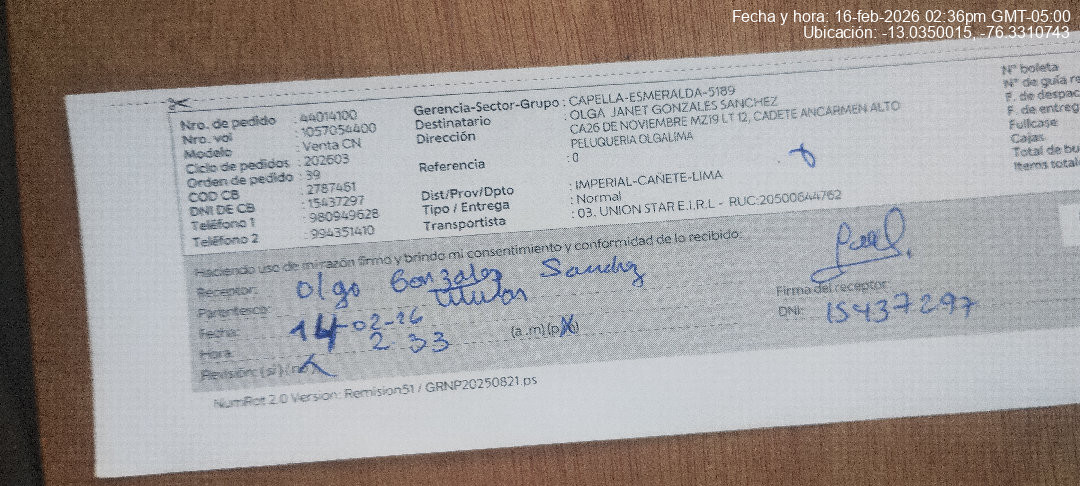 Fecha y hora: 16-feb-2026 02:36pm GMT-05:00
Ubicación: -13.0350015, -76.3310743
Nro. de pedido : 44014100
Nro. vol : 1057054400
Modelo : Venta CN
Ciclo de pedidos : 202603
Orden de pedido : 39
COD CB : 2787461
DNI DE CB : 15437297
Teléfono 1 : 980949628
Teléfono 2 : 994351410
Gerencia-Sector-Grupo : CAPELLA-ESMERALDA-5189
Destinatario : OLGA JANET GONZALES SANCHEZ
Dirección : CA26 DE NOVIEMBRE MZ19 LT 12, CADETE ANCARMEN ALTO
PELUQUERIA OLGALIMA
Referencia : 0
Dist/Prov/Dpto : IMPERIAL-CAÑETE-LIMA
Tipo / Entrega : Normal
Transportista : 03. UNION STAR E.I.R.L - RUC:20500644762
N° boleta
N° de guía re
F. de despac
F. de entreg
Fullcase
Cajas
Total de bu
Items total
Haciendo uso de mi razón firmo y brindo mi consentimiento y conformidad de lo recibido:
Receptor: Olga Gonzales Sanchez
Parentesco: titular
Fecha: 14-02-26
Hora: 2 33 (a.m)(p.m)
Revisión: (si)
Firma del receptor
DNI: 15437297
NumRot 2.0 Version: Remision51 / GRNP20250821.ps